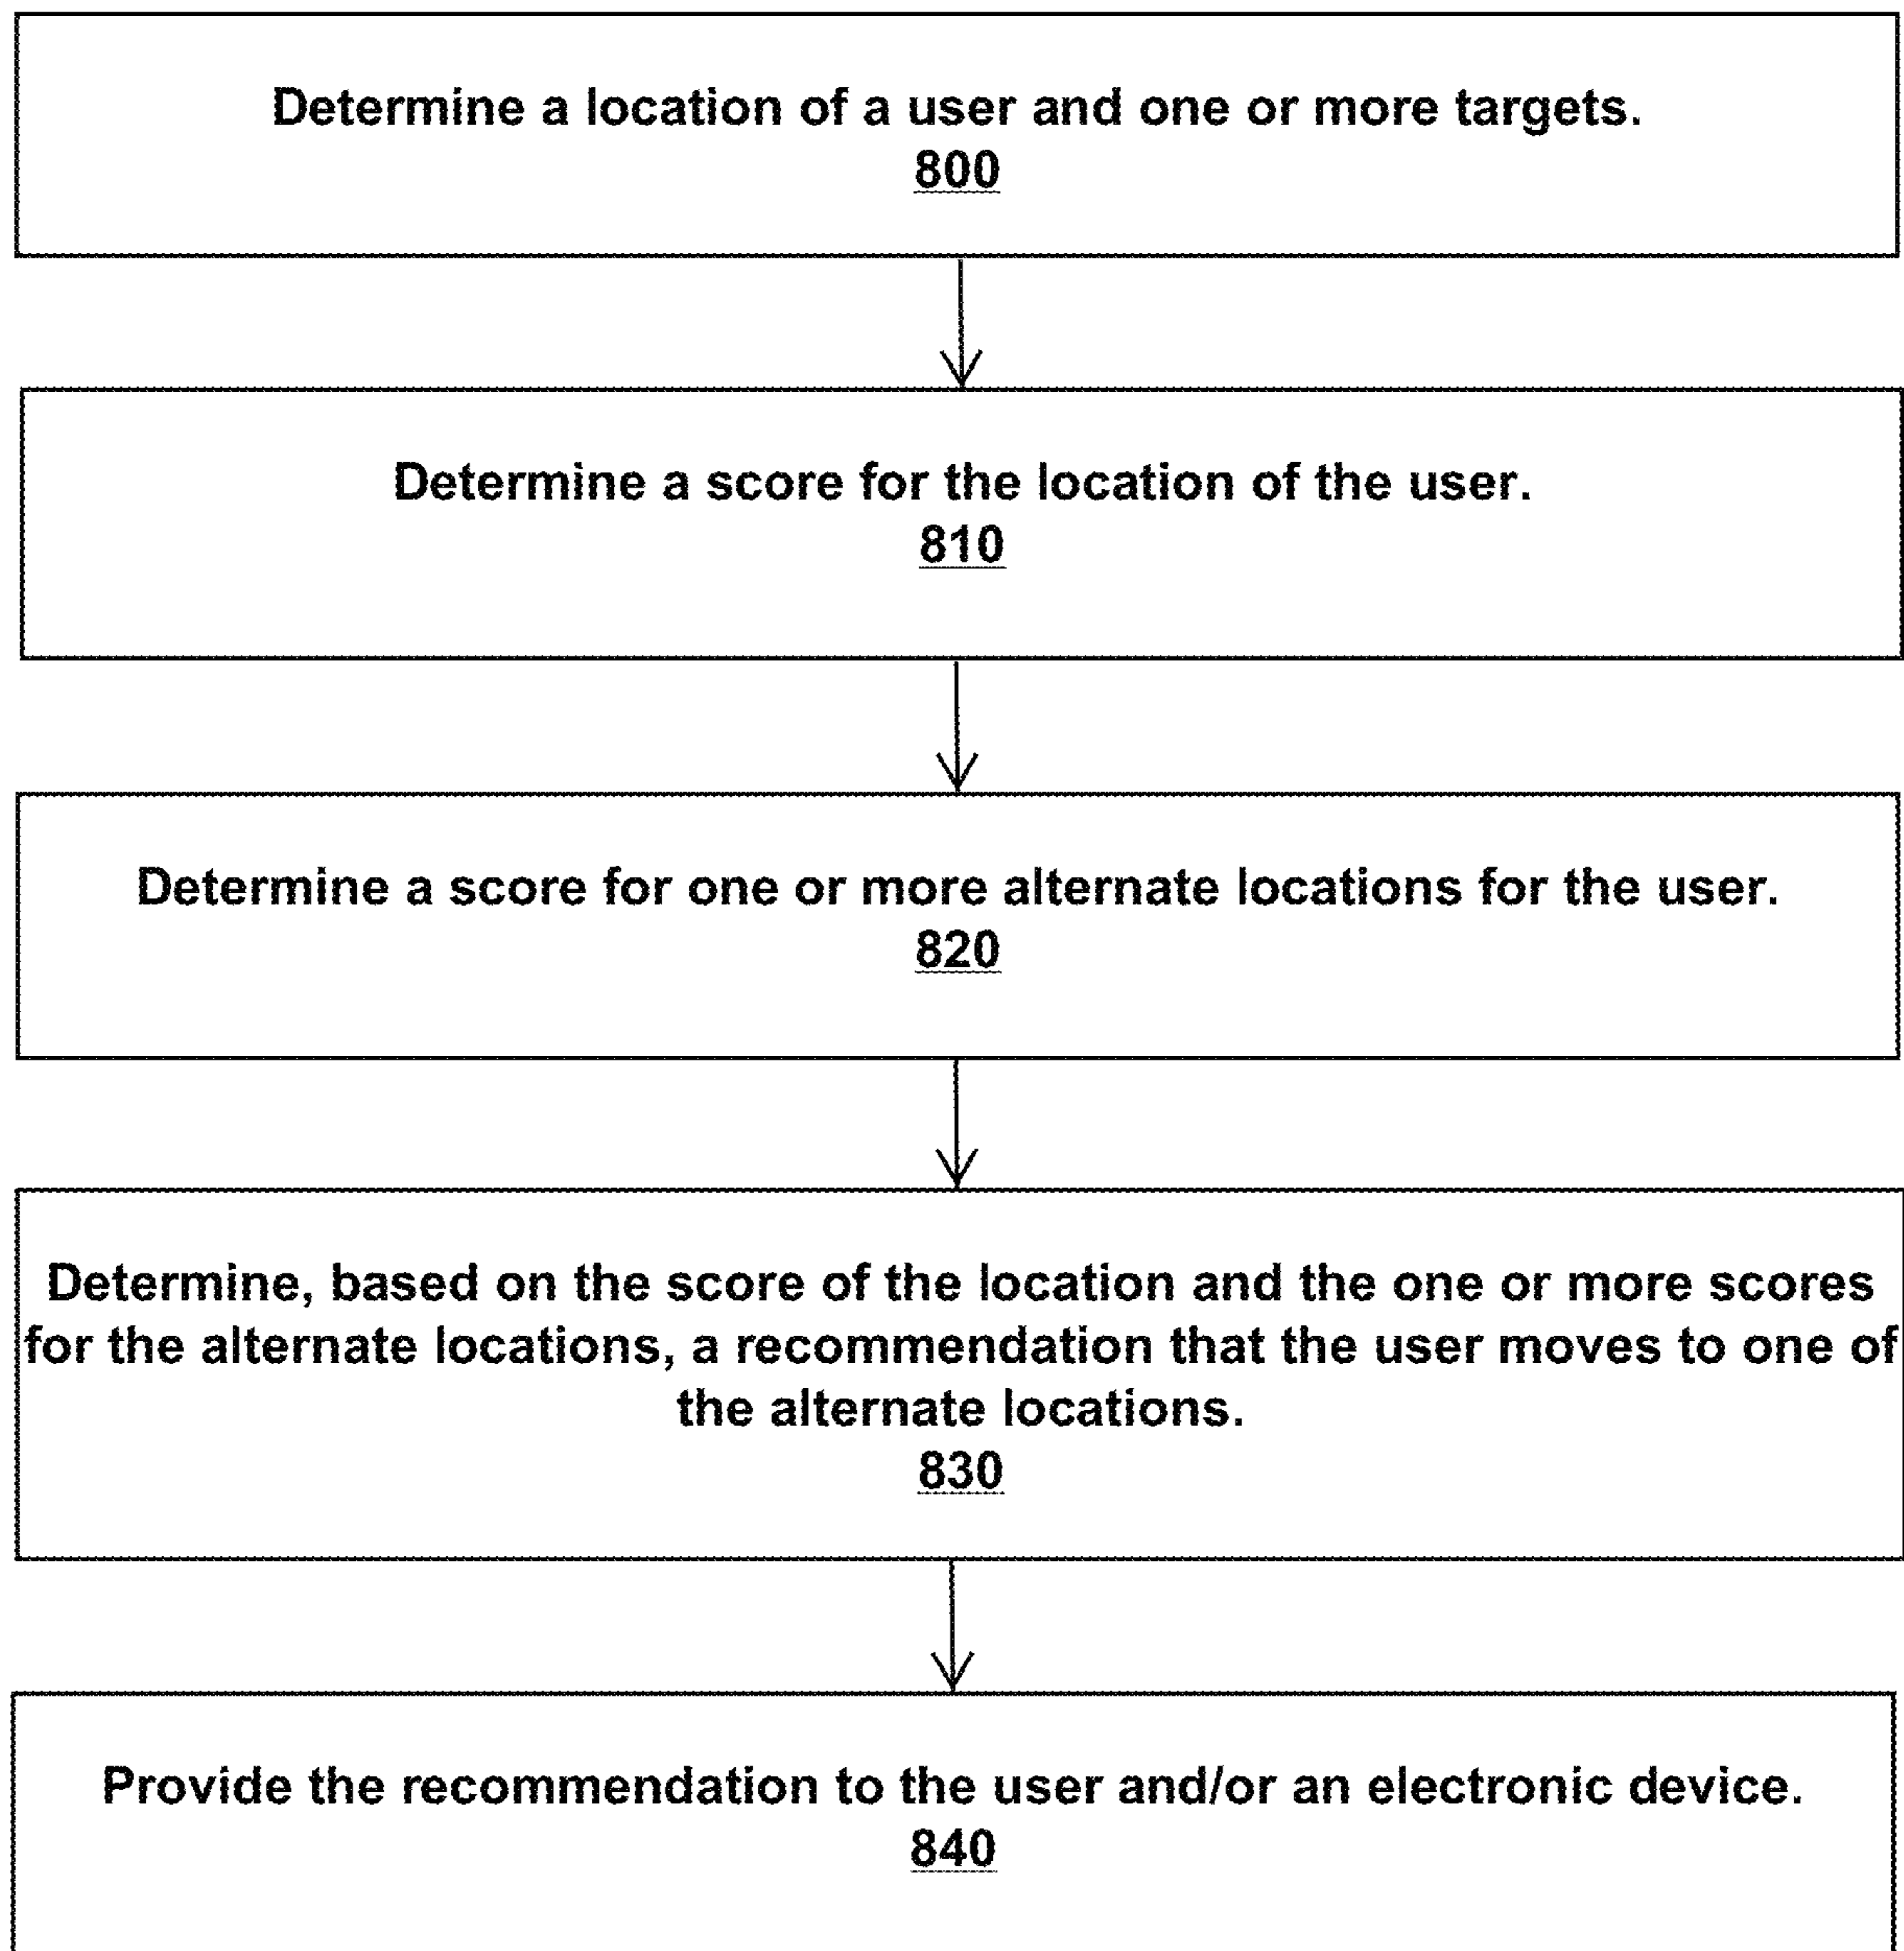 Determine a location of a user and one or more targets.
800
Determine a score for the location of the user.
810
Determine a score for one or more alternate locations for the user.
820
Determine, based on the score of the location and the one or more scores
for the alternate locations, a recommendation that the user moves to one of
the alternate locations.
830
Provide the recommendation to the user and/or an electronic device.
840